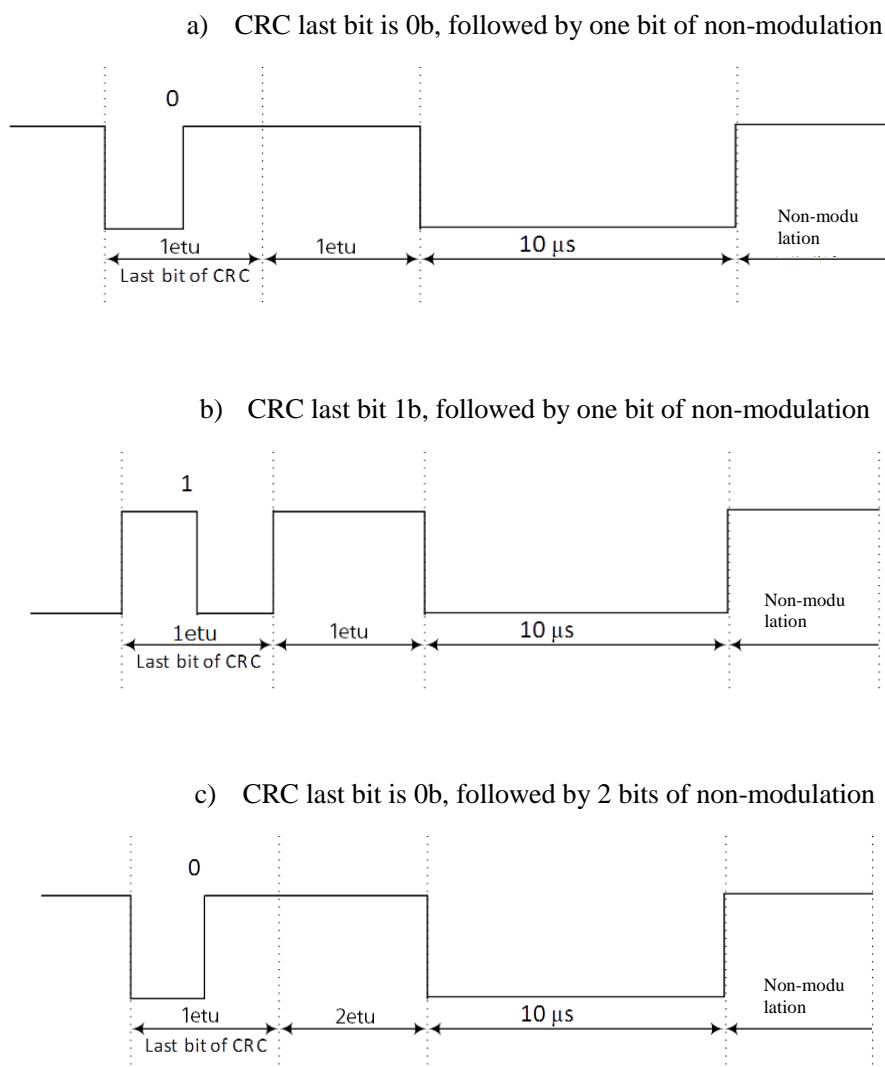 a) CRC last bit is 0b, followed by one bit of non-modulation
0
Non-modu
lation
1etu 1etu 10 μs
Last bit of CRC
b) CRC last bit 1b, followed by one bit of non-modulation
1
Non-modu
lation
1etu 1etu 10 μs
Last bit of CRC
c) CRC last bit is 0b, followed by 2 bits of non-modulation
0
Non-modu
lation
1etu 2etu 10 μs
Last bit of CRC